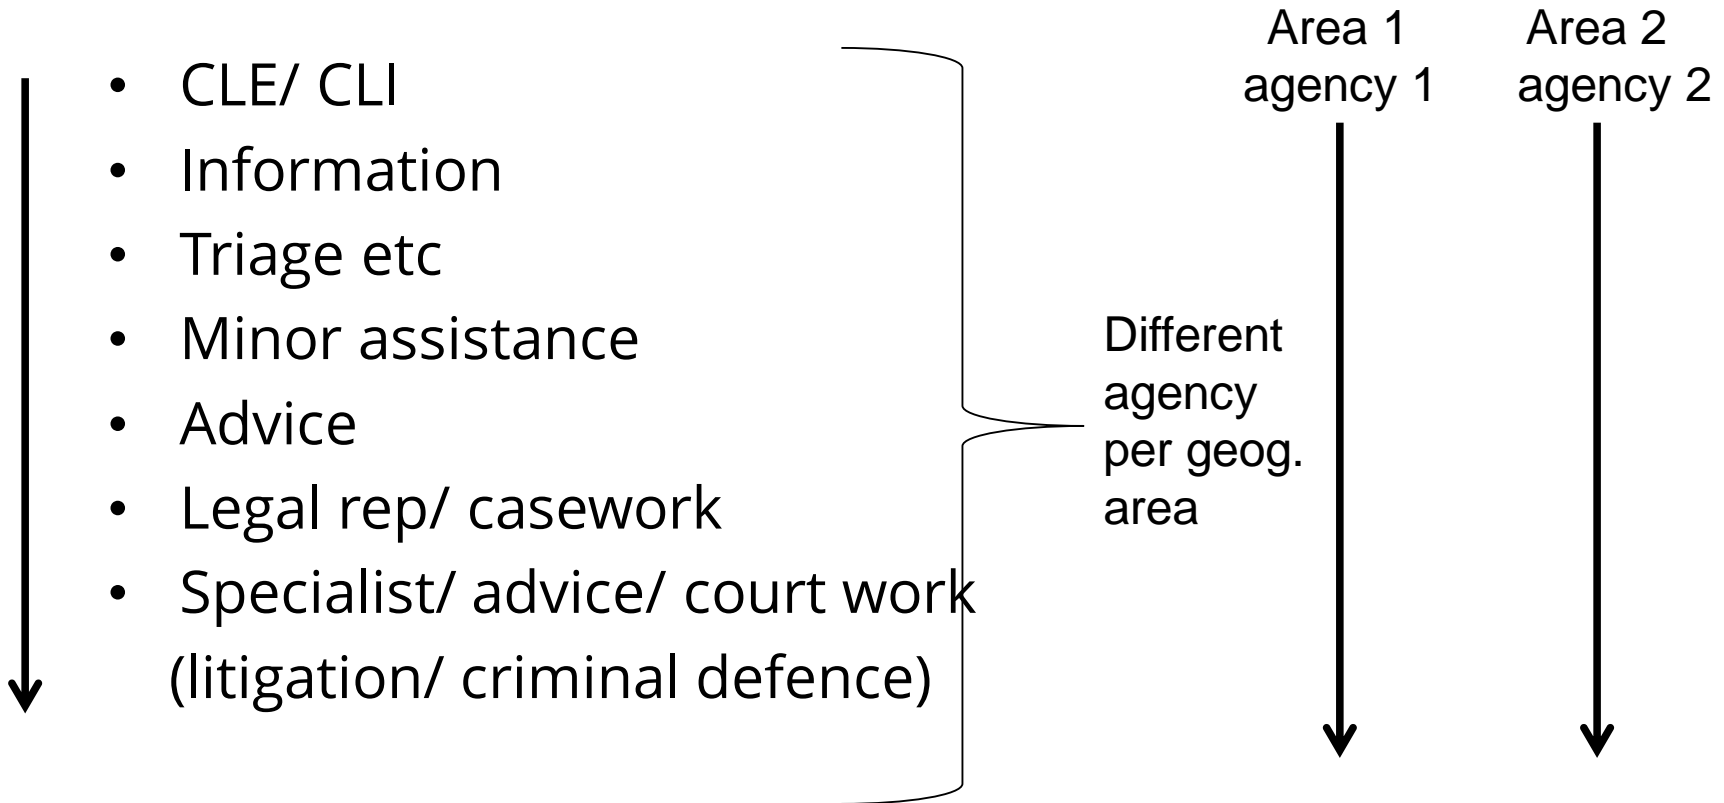 • CLE/ CLI
• Information
• Triage etc
• Minor assistance
• Advice
• Legal rep/ casework
• Specialist/ advice/ court work
(litigation/ criminal defence)
Different
agency
per geog.
area
Area 1
agency 1
Area 2
agency 2